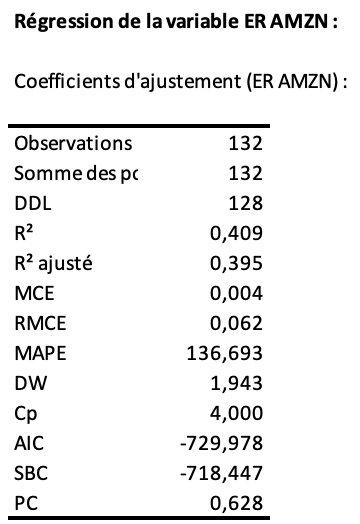 Régression de la variable ER AMZN :
Coefficients d'ajustement (ER AMZN) :
Observations 132
Somme des 132
DDL 128
R² 0,409
R² ajusté 0,395
MCE 0,004
RMCE 0,062
MAPE 136,693
DW 1,943
Cp 4,000
AIC -729,978
SBC -718,447
PC 0,628